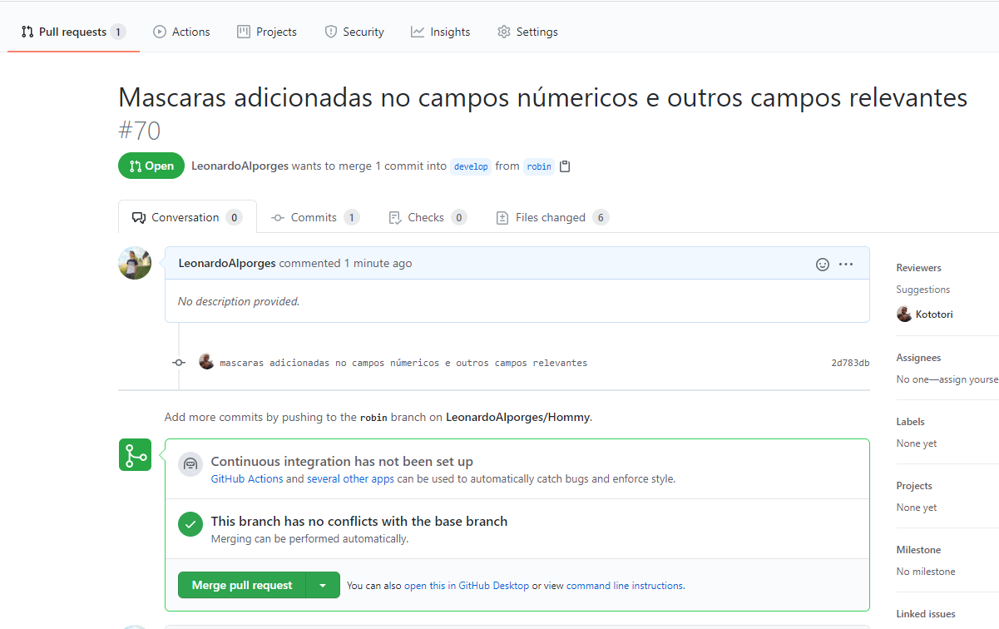 Pull requests 1 Actions Projects Security Insights Settings
Mascaras adicionadas no campos númericos e outros campos relevantes
#70
Open LeonardoAlporges wants to merge 1 commit into develop from robin
Conversation 0 Commits 1 Checks 0 Files changed 6
LeonardoAlporges commented 1 minute ago
No description provided.
Reviewers
Suggestions
Kototori
mascaras adicionadas no campos númericos e outros campos relevantes 2d783db
Assignees
No one—assign yourse
Add more commits by pushing to the robin branch on LeonardoAlporges/Hommy.
Labels
None yet
Continuous integration has not been set up
GitHub Actions and several other apps can be used to automatically catch bugs and enforce style.
Projects
None yet
This branch has no conflicts with the base branch
Merging can be performed automatically.
Milestone
No milestone
Merge pull request You can also open this in GitHub Desktop or view command line instructions.
Linked issues